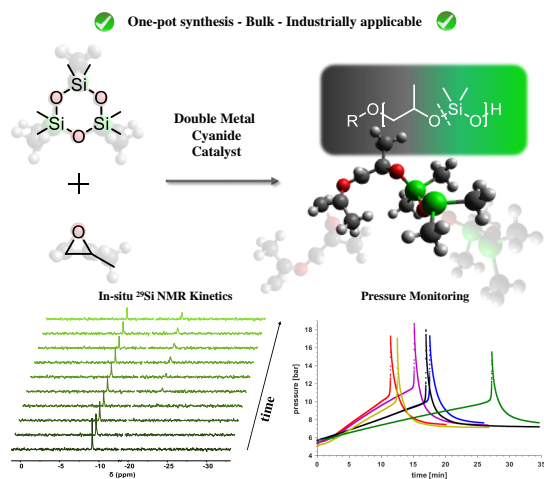 One-pot synthesis - Bulk - Industrially applicable
Si
O O
Si Si
O
Double Metal
Cyanide
Catalyst
O
R O O Si O H
In-situ ²⁹Si NMR Kinetics
time
0 -5 -10 -20 -25 -30
δ (ppm)
Pressure Monitoring
pressure [bar]
18
16
14
12
10
8
6
4
0 5 10 15 20 25 30 35
time [min]